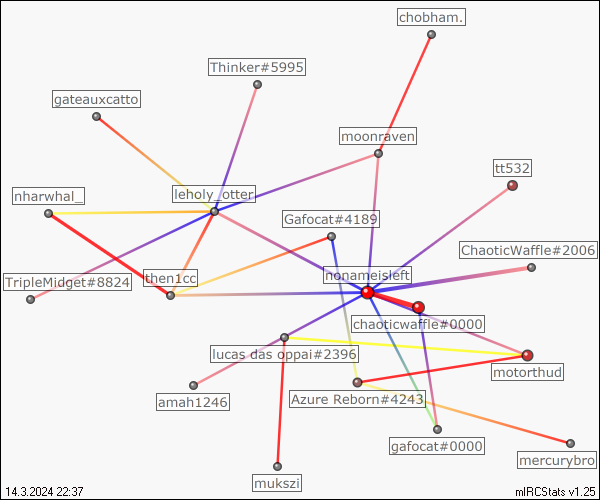 chobham.
Thinker#5995
gateauxcatto
moonraven
tt532
nharwhal_
leholy_otter
Gafocat#4189
ChaoticWaffle#2006
TripleMidget#8824
then1cc
nonameisleft
chaoticwaffle#0000
lucas das oppai#2396
motorthud
amah1246
Azure Reborn#4243
gafocat#0000
mercurybro
mukszi
14.3.2024 22:37
mIRCStats v1.25